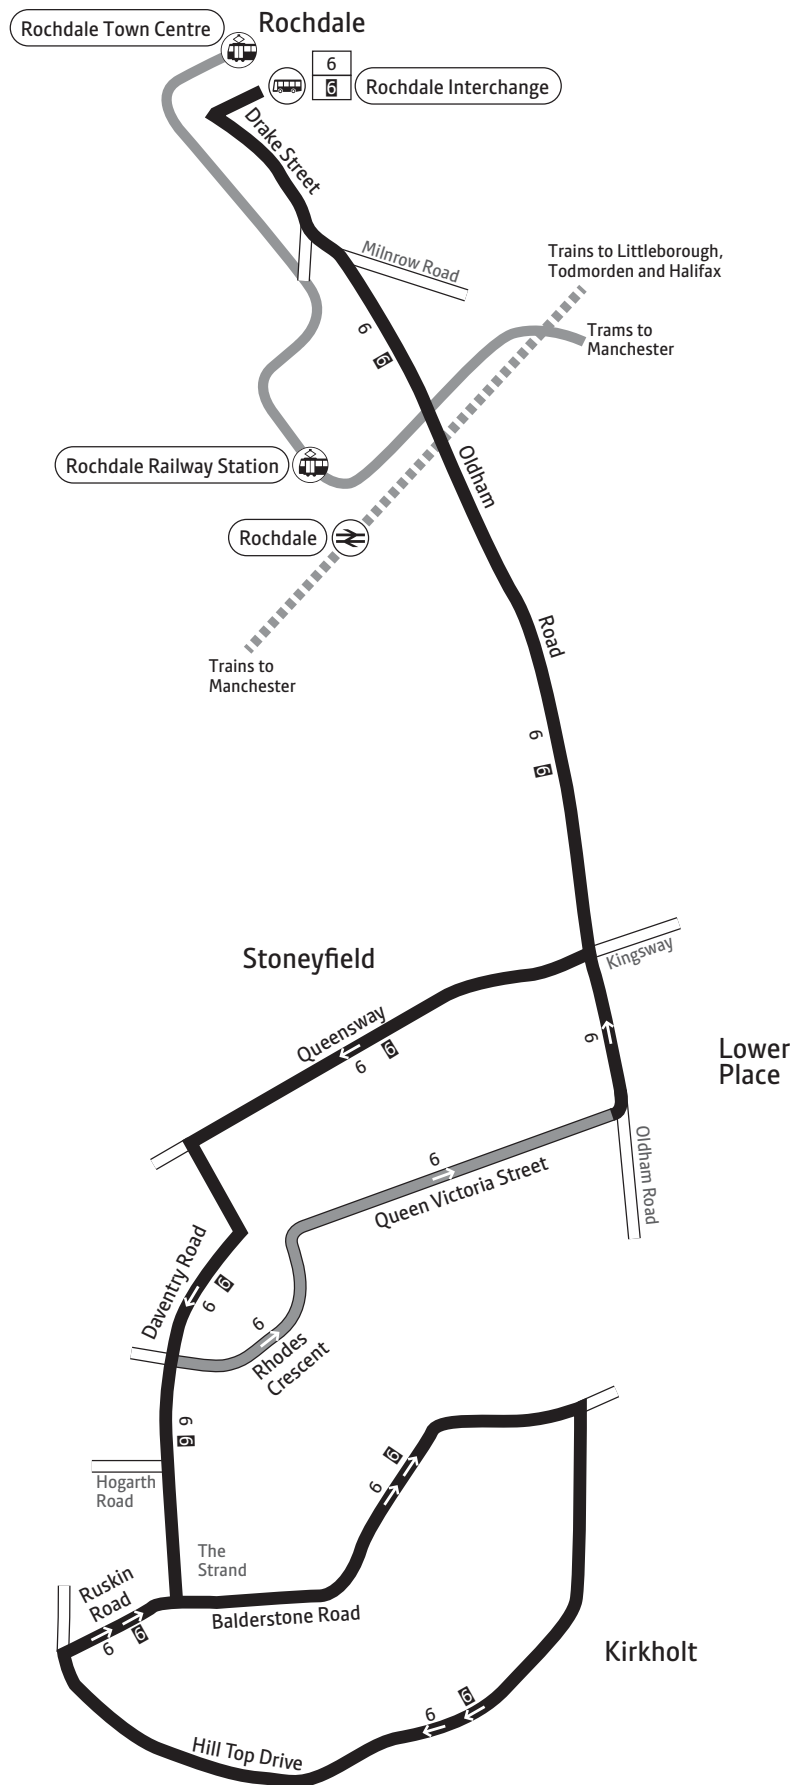 Rochdale Town Centre
Rochdale
6
6
Rochdale Interchange
Drake Street
Milnrow Road
Trains to Littleborough,
Todmorden and Halifax
6
6
Trams to
Manchester
Rochdale Railway Station
Oldham
Rochdale
Road
Trains to
Manchester
6
6
Stoneyfield
Kingsway
Queensway
6
6
6
Lower
Place
6
Queen Victoria Street
Oldham Road
Daventry Road
6
6
6
Rhodes
Crescent
6
6
Hogarth
Road
6
6
The
Strand
Ruskin
Road
6
6
Balderstone Road
Kirkholt
6
6
Hill Top Drive